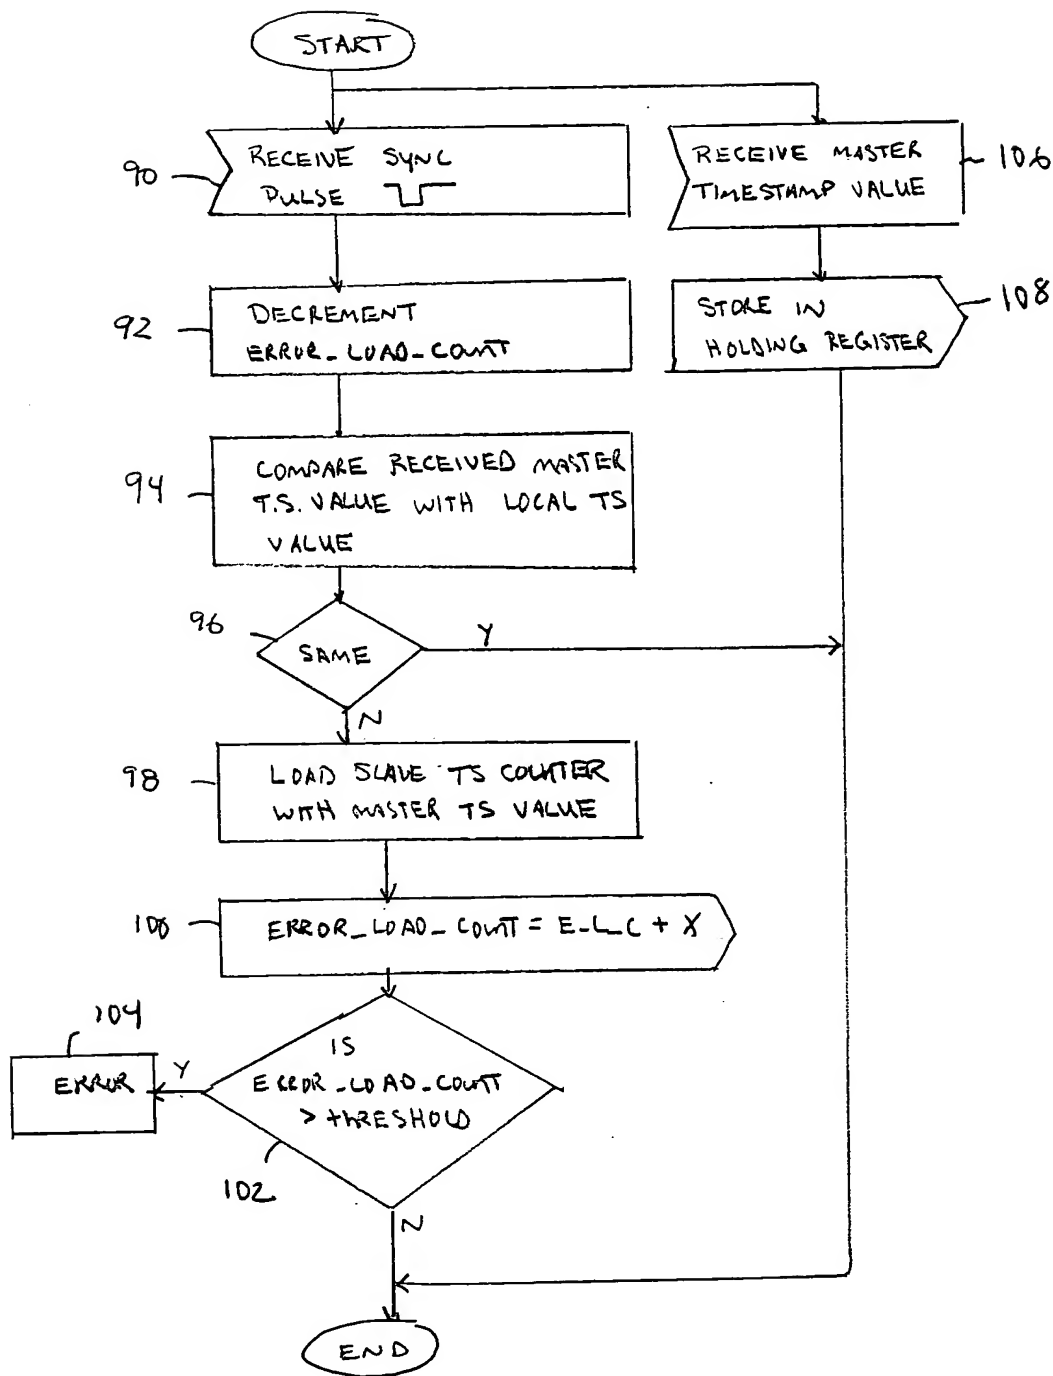 START
90
RECEIVE SYNC
PULSE
RECEIVE MASTER
TIMESTAMP VALUE
106
92
DECREMENT
ERROR_LOAD_COUNT
STORE IN
HOLDING REGISTER
108
94
COMPARE RECEIVED MASTER
T.S. VALUE WITH LOCAL TS
VALUE
96
SAME
Y
N
98
LOAD SLAVE TS COUNTER
WITH MASTER TS VALUE
100
ERROR_LOAD_COUNT = E_L_C + X
104
ERROR
Y
IS
ERROR_LOAD_COUNT
> thRESHOLD
102
N
END